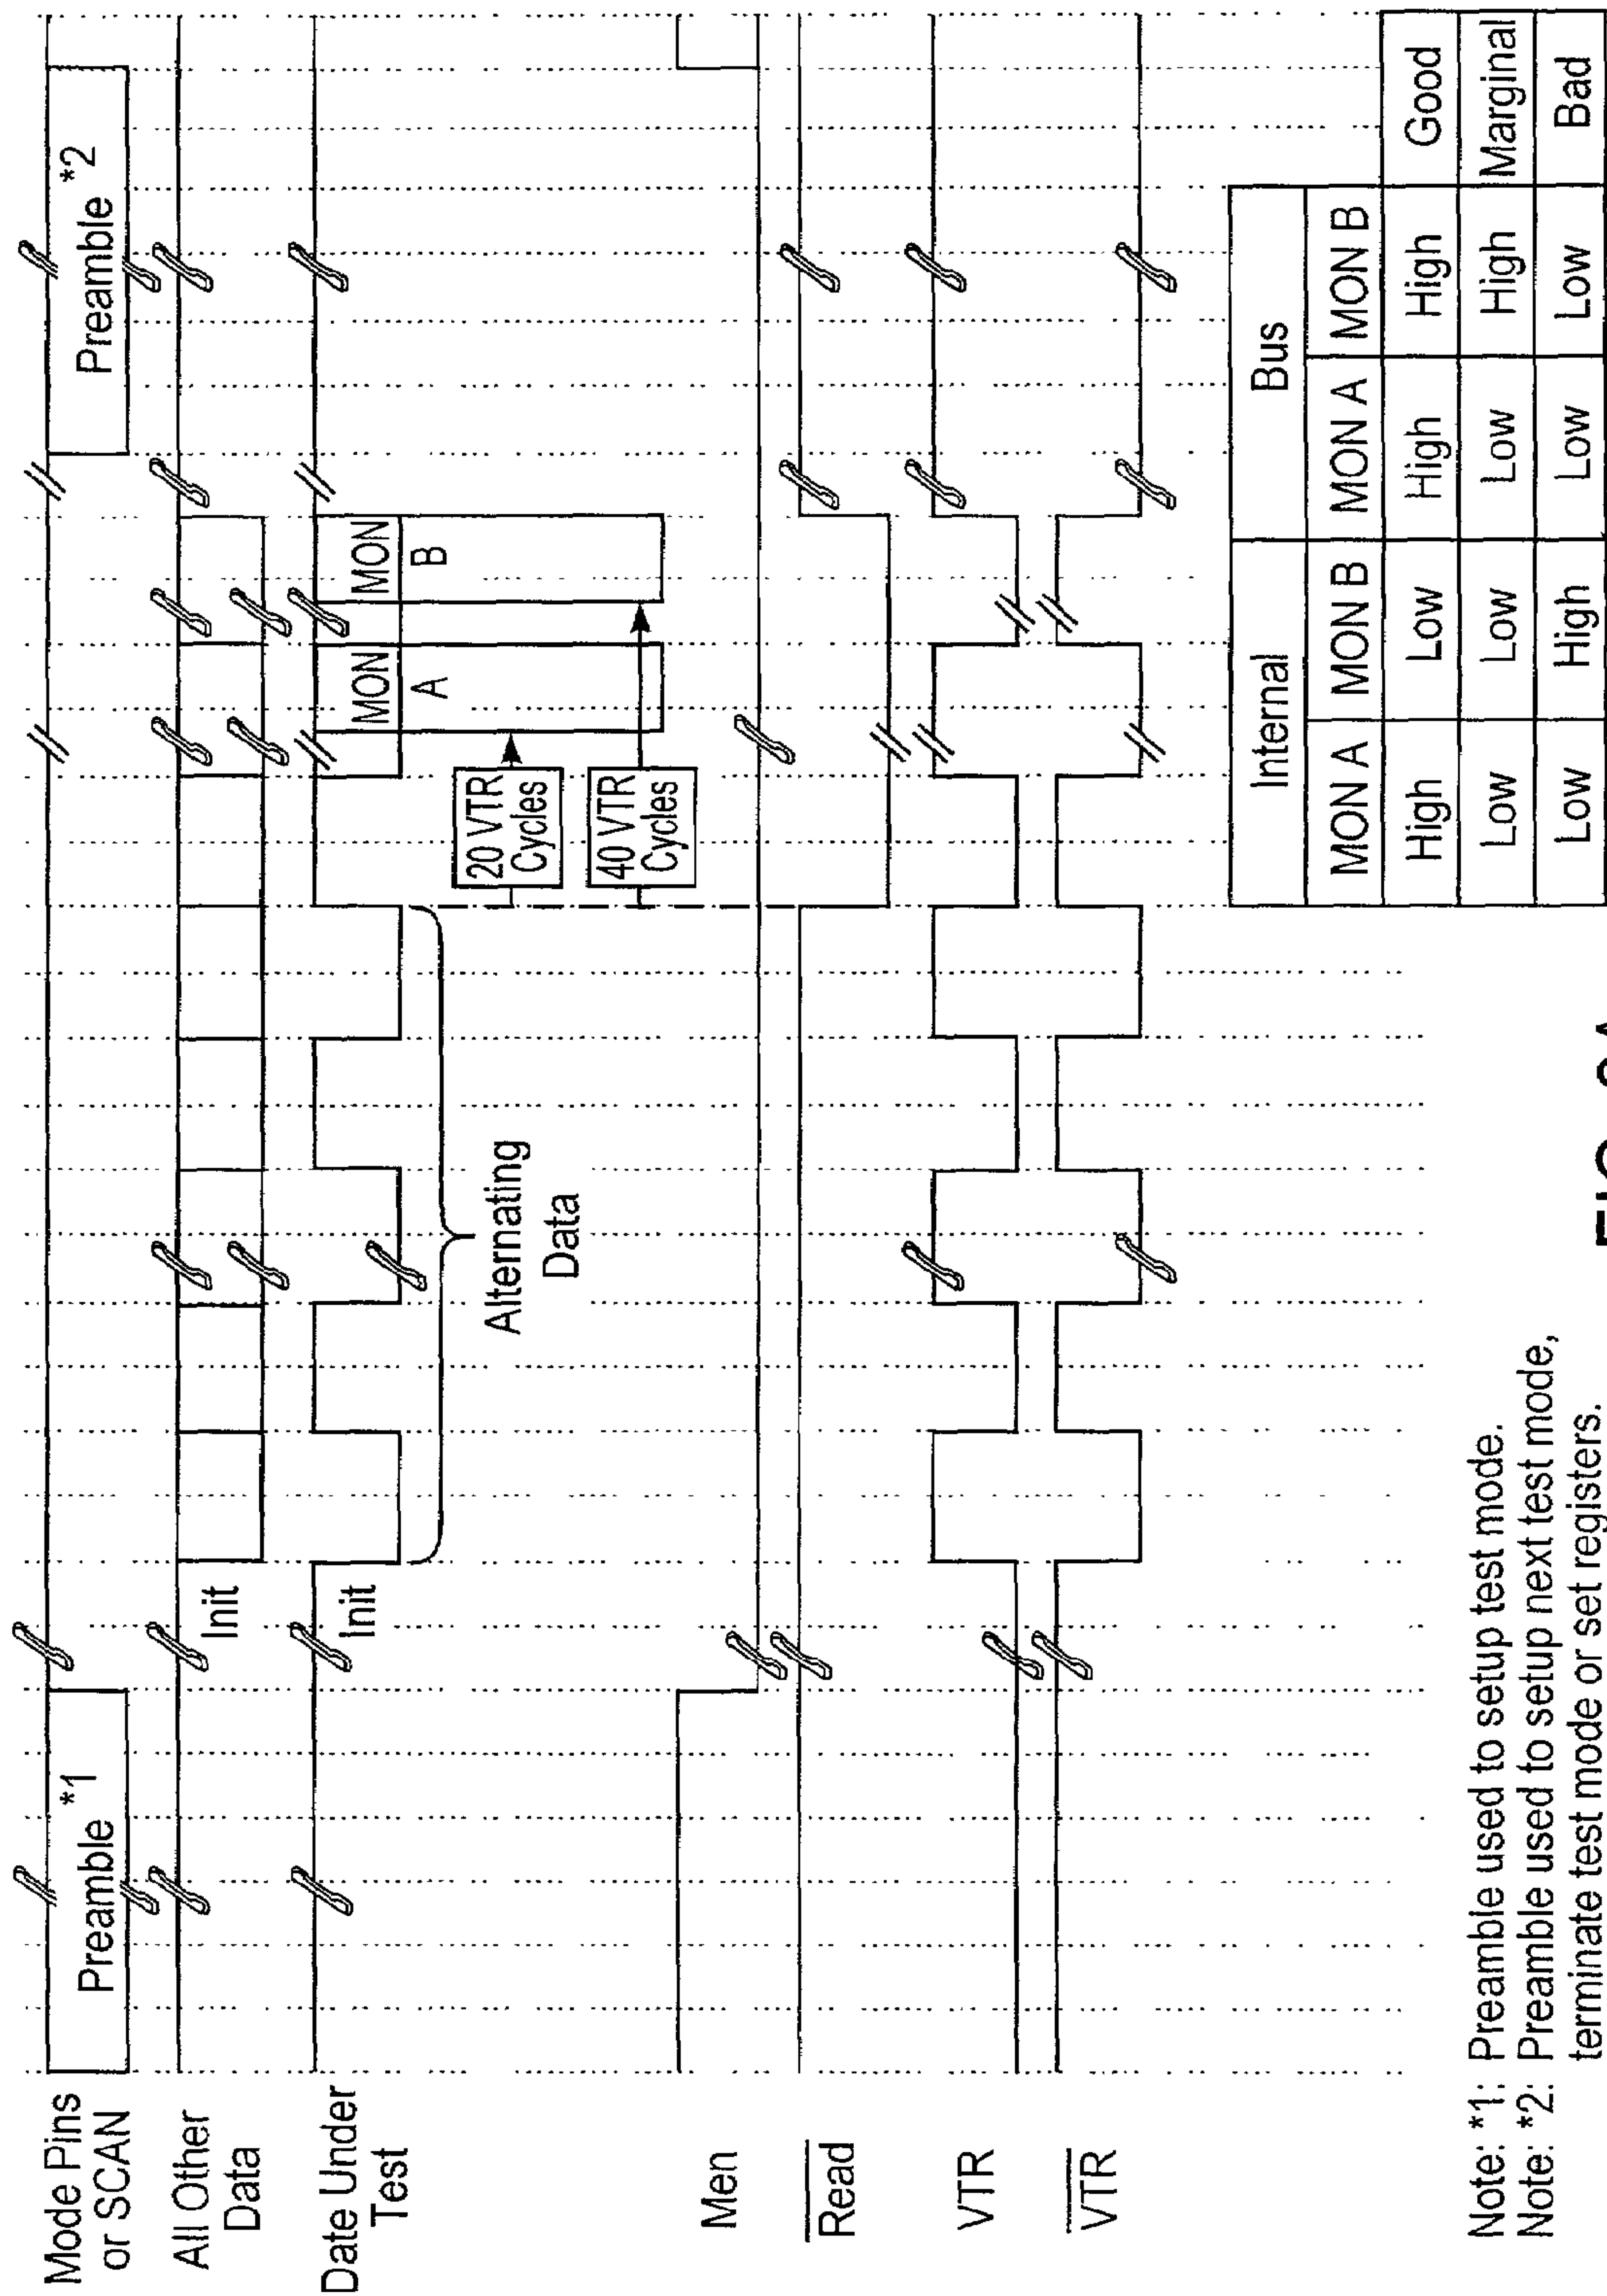 Mode Pins
or SCAN
Preamble *1
Preamble *2
All Other
Data
Init
Date Under
Test
Init
MON
A
MON
B
Alternating
Data
20 VTR
Cycles
40 VTR
Cycles
Men
Read
VTR
VTR
Internal Bus
MON A MON B MON A MON B
High Low High High Good
Low Low Low High Marginal
Low High Low Low Bad
Note: *1: Preamble used to setup test mode.
Note: *2: Preamble used to setup next test mode,
terminate test mode or set registers.